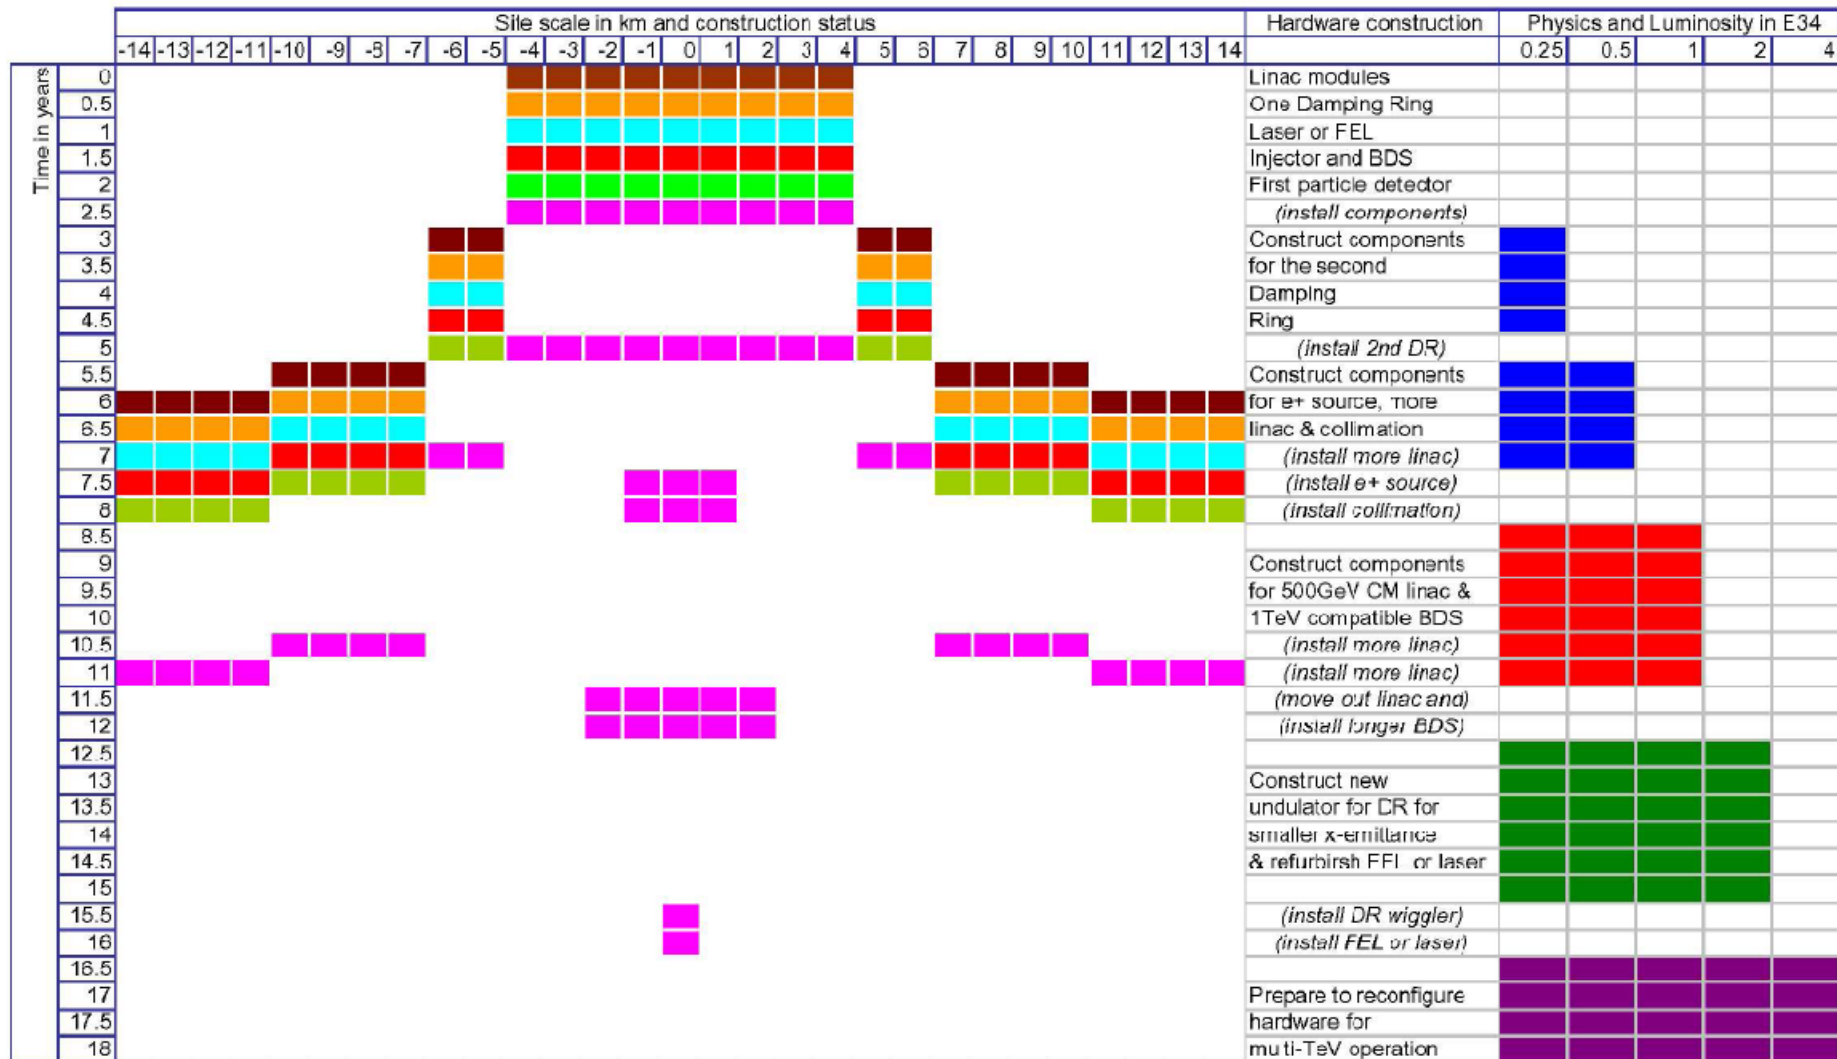 Site scale in km and construction status Hardware construction Physics and Luminosity in E34
-14 -13 -12 -11 -10 -9 -8 -7 -6 -5 -4 -3 -2 -1 0 1 2 3 4 5 6 7 8 9 10 11 12 13 14 0.25 0.5 1 2 4
Time in years
0 Linac modules
0.5 One Damping Ring
1 Laser or FEL
1.5 Injector and BDS
2 First particle detector
2.5 (install components)
3 Construct components
3.5 for the second
4 Damping
4.5 Ring
5 (install 2nd DR)
5.5 Construct components
6 for e+ source, more
6.5 linac & collimation
7 (install more linac)
7.5 (install e+ source)
8 (install collimation)
8.5
9 Construct components
9.5 for 500GeV CM linac &
10 1TeV compatible BDS
10.5 (install more linac)
11 (install more linac)
11.5 (move out linac and)
12 (install longer BDS)
12.5
13 Construct new
13.5 undulator for DR for
14 smaller x-emittance
14.5 & refurbirsh FEL or laser
15
15.5 (install DR wiggler)
16 (install FEL or laser)
16.5
17 Prepare to reconfigure
17.5 hardware for
18 multi-TeV operation